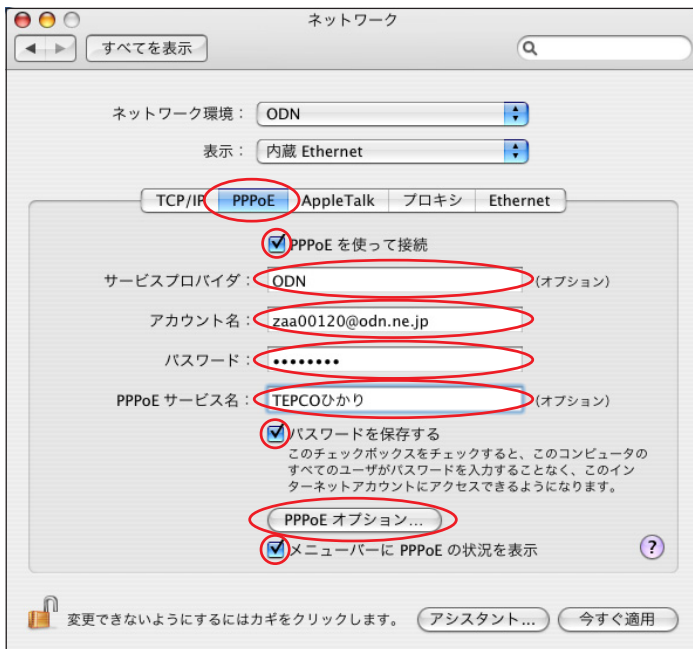 ネットワーク
すべてを表示
ネットワーク環境： ODN
表示： 内蔵 Ethernet
TCP/IP PPPoE AppleTalk プロキシ Ethernet
PPPoE を使って接続
サービスプロバイダ： ODN (オプション)
アカウント名： zaa00120@odn.ne.jp
パスワード： ••••••••
PPPoE サービス名： TEPCOひかり (オプション)
パスワードを保存する
このチェックボックスをチェックすると、このコンピュータの
すべてのユーザがパスワードを入力することなく、このイン
ターネットアカウントにアクセスできるようになります。
PPPoE オプション...
メニューバーに PPPoE の状況を表示 ?
変更できないようにするにはカギをクリックします。 アシスタント... 今すぐ適用